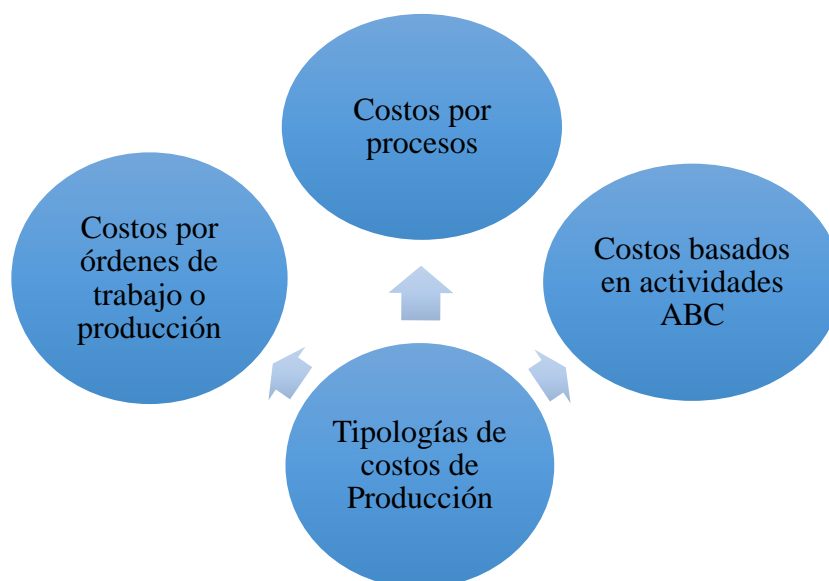 Costos por
procesos
Costos por
órdenes de
trabajo o
producción
Costos basados
en actividades
ABC
Tipologías de
costos de
Producción